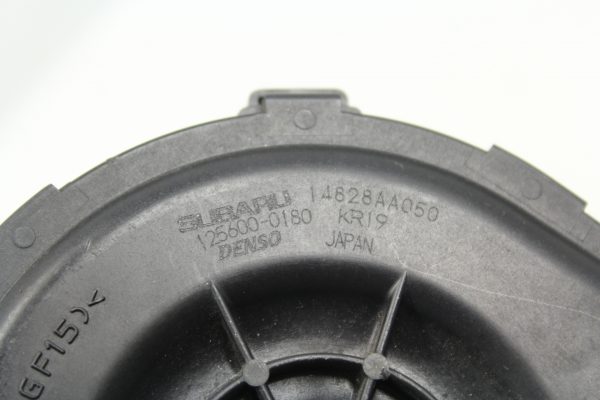 SUBARU 14828AA050
125600-0180 KR19
DENSO JAPAN
GF15)<